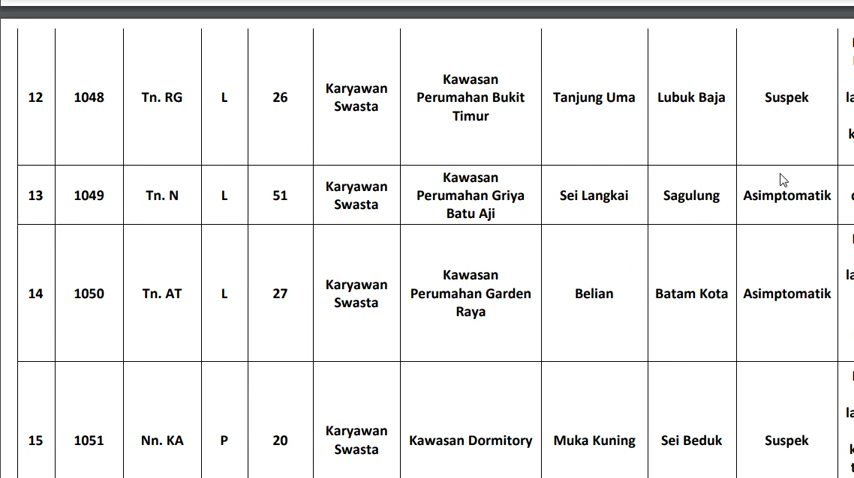 12 1048 Tn. RG L 26 Karyawan Swasta Kawasan Perumahan Bukit Timur Tanjung Uma Lubuk Baja Suspek
13 1049 Tn. N L 51 Karyawan Swasta Kawasan Perumahan Griya Batu Aji Sei Langkai Sagulung Asimptomatik
14 1050 Tn. AT L 27 Karyawan Swasta Kawasan Perumahan Garden Raya Belian Batam Kota Asimptomatik
15 1051 Nn. KA P 20 Karyawan Swasta Kawasan Dormitory Muka Kuning Sei Beduk Suspek